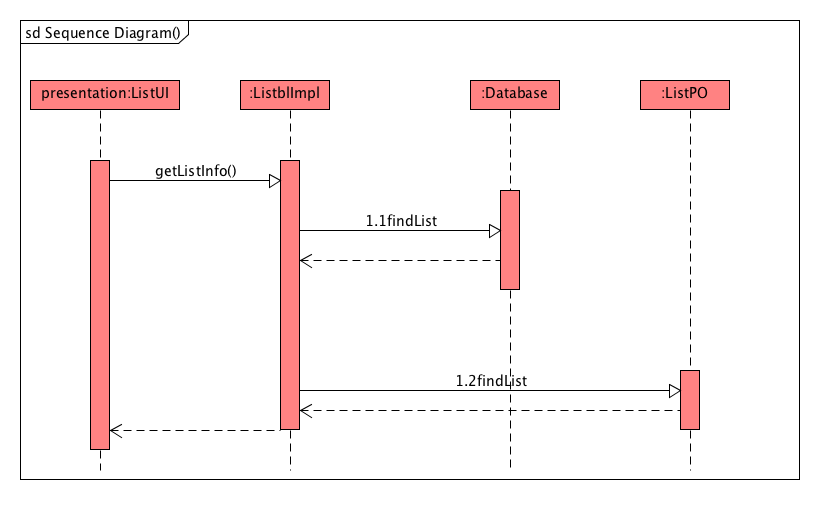 sd Sequence Diagram()
presentation:ListUI
:ListblImpl
:Database
:ListPO
getListInfo()
1.1findList
1.2findList